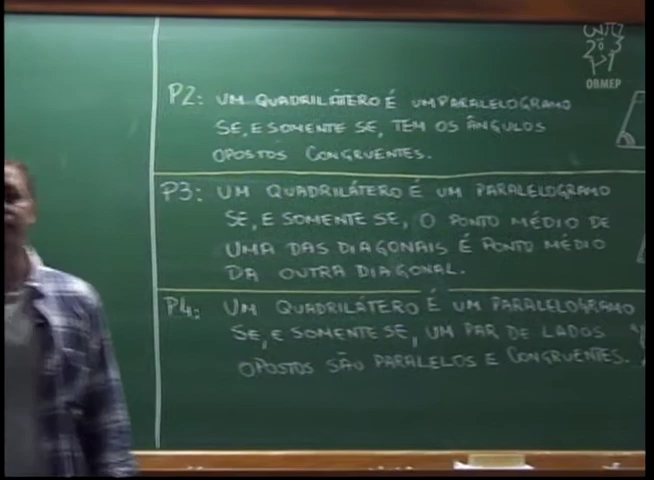 OBMEP
P2: UM QUADRILÁTERO É UM PARALELOGRAMO
SE, E SOMENTE SE, TEM OS ÂNGULOS
OPOSTOS CONGRUENTES.
P3: UM QUADRILÁTERO É UM PARALELOGRAMO
SE, E SOMENTE SE, O PONTO MÉDIO DE
UMA DAS DIAGONAIS É PONTO MÉDIO
DA OUTRA DIAGONAL.
P4: UM QUADRILÁTERO É UM PARALELOGRAMO
SE, E SOMENTE SE, UM PAR DE LADOS
OPOSTOS SÃO PARALELOS E CONGRUENTES.